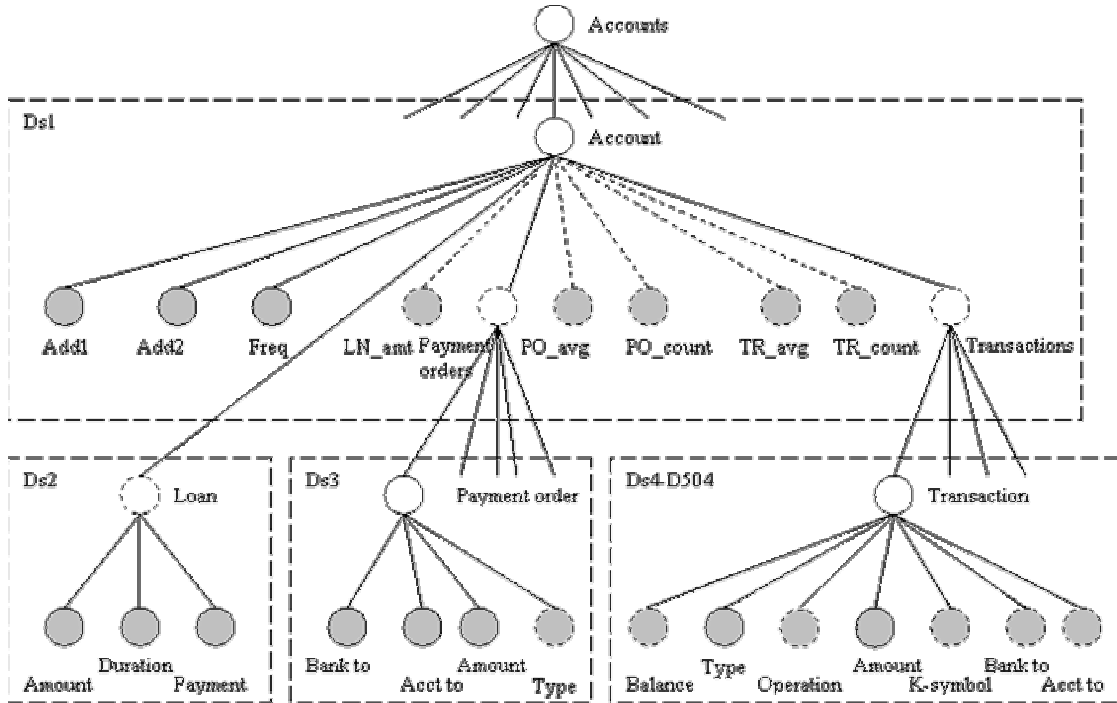 Accounts
Ds1
Account
Add1 Add2 Freq LN_amt Payment orders PO_avg PO_count TR_avg TR_count Transactions
Ds2
Loan
Ds3
Payment order
Ds4-D504
Transaction
Amount Duration Payment
Bank to Acct to Amount Type
Balance Type Operation Amount K-symbol Bank to Acct to